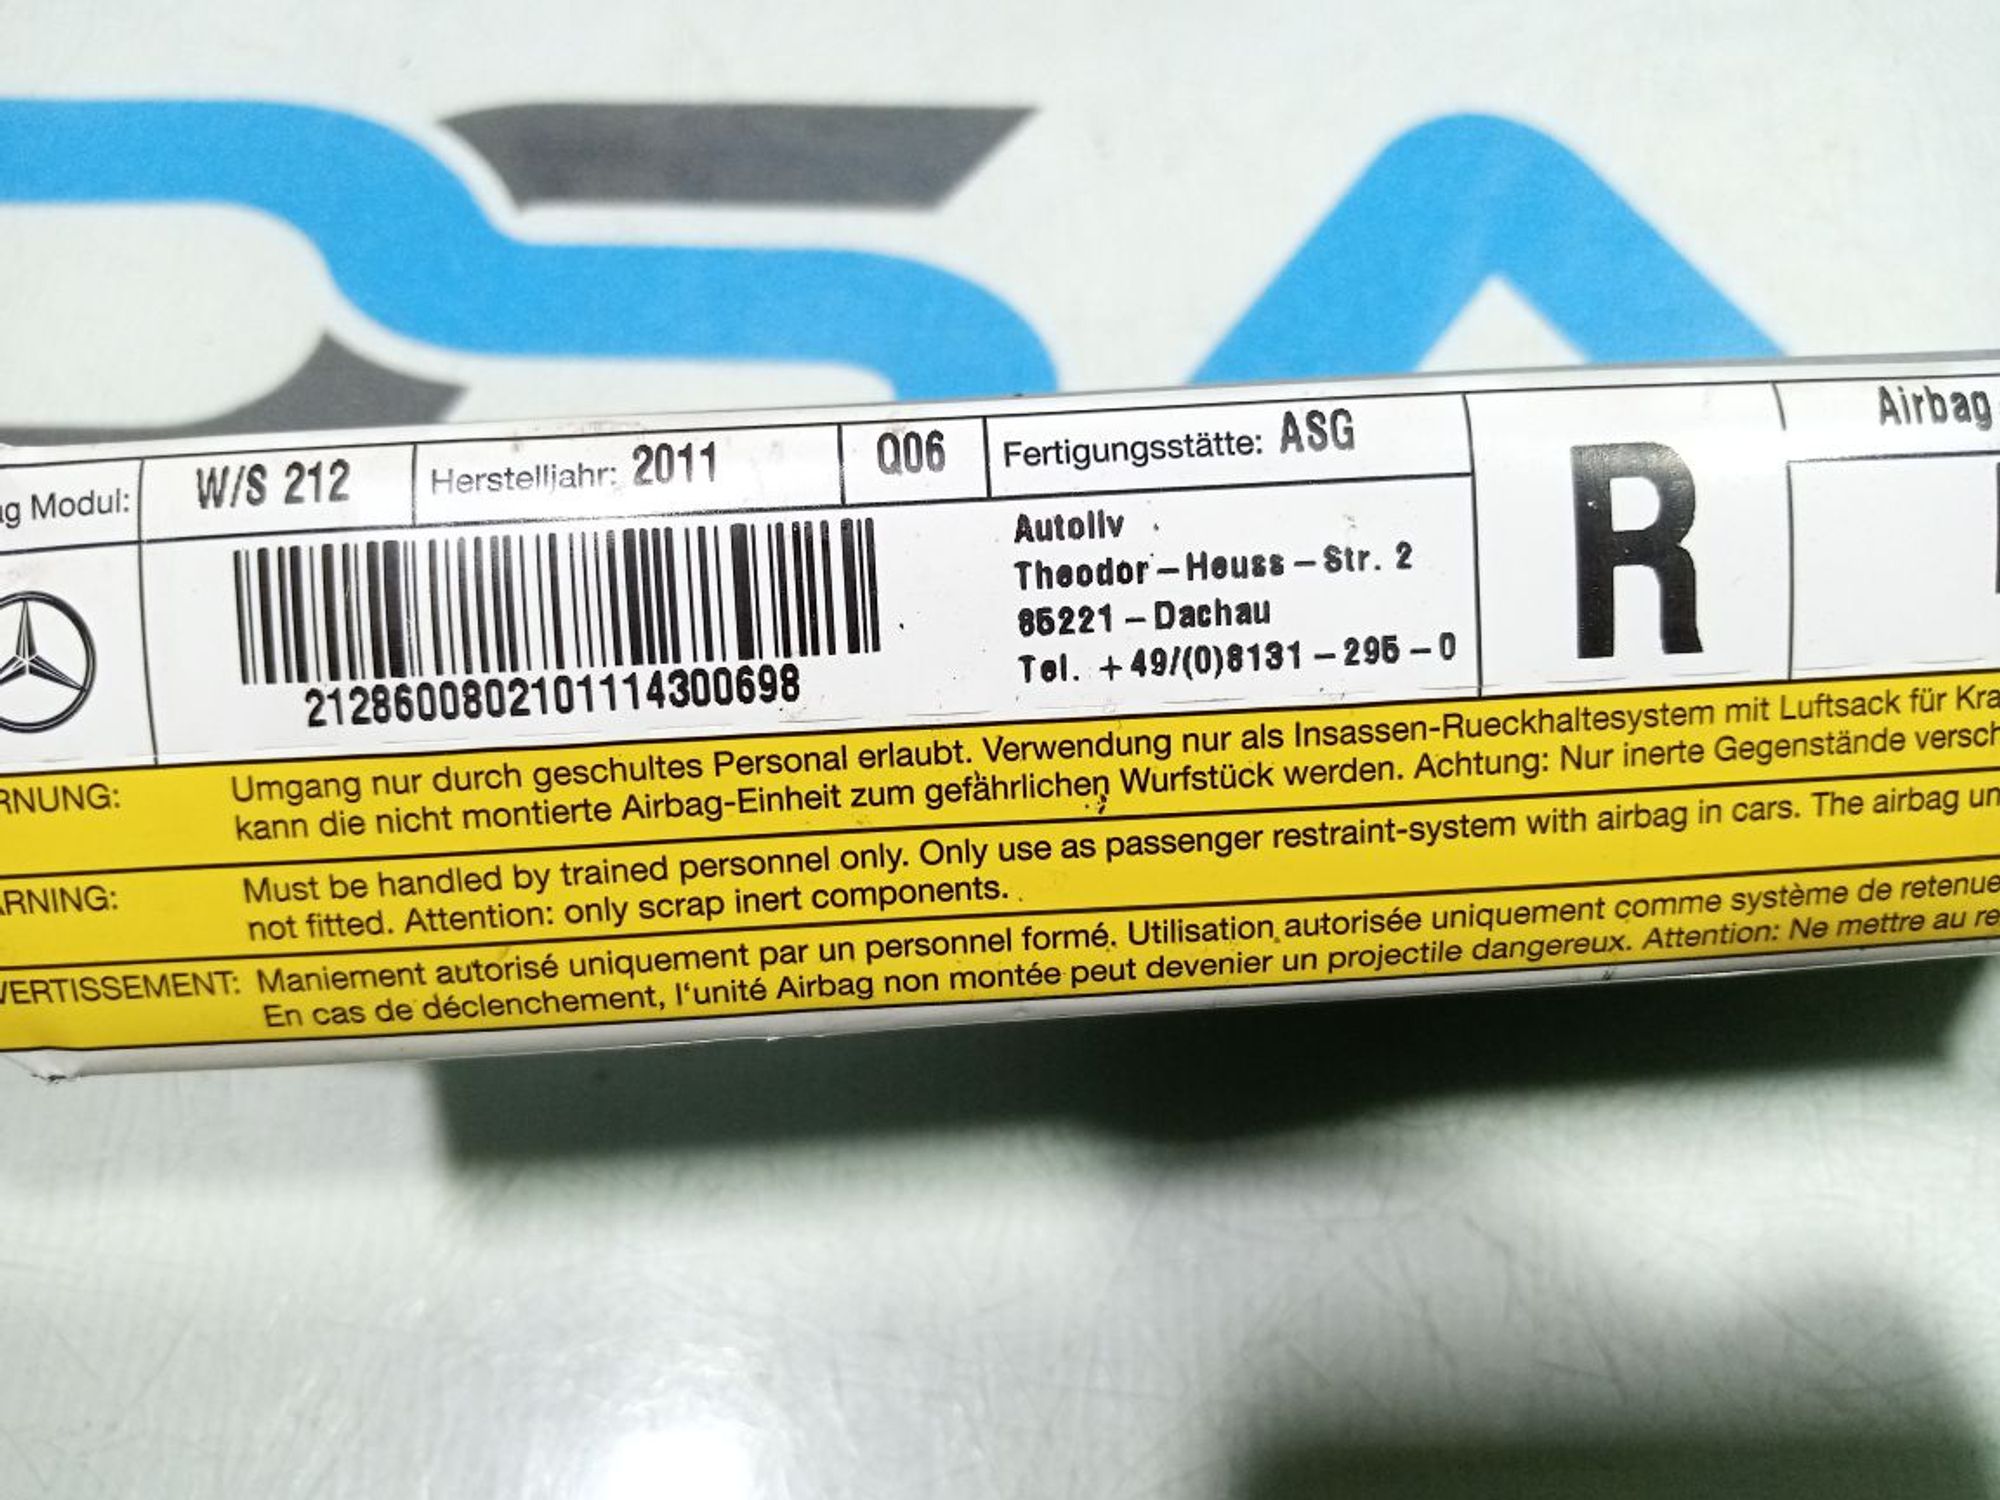 ag Modul: W/S 212 Herstelljahr: 2011 Q06 Fertigungsstätte: ASG R Airbag
Autoliv
Theodor-Heuss-Str. 2
85221-Dachau
Tel. +49/(0)8131-295-0
2128600802101114300698
RNUNG: Umgang nur durch geschultes Personal erlaubt. Verwendung nur als Insassen-Rueckhaltesystem mit Luftsack für Kra
kann die nicht montierte Airbag-Einheit zum gefährlichen Wurfstück werden. Achtung: Nur inerte Gegenstände versch
ARNING: Must be handled by trained personnel only. Only use as passenger restraint-system with airbag in cars. The airbag un
not fitted. Attention: only scrap inert components.
VERTISSEMENT: Maniement autorisé uniquement par un personnel formé. Utilisation autorisée uniquement comme système de retenue
En cas de déclenchement, l'unité Airbag non montée peut devenier un projectile dangereux. Attention: Ne mettre au re